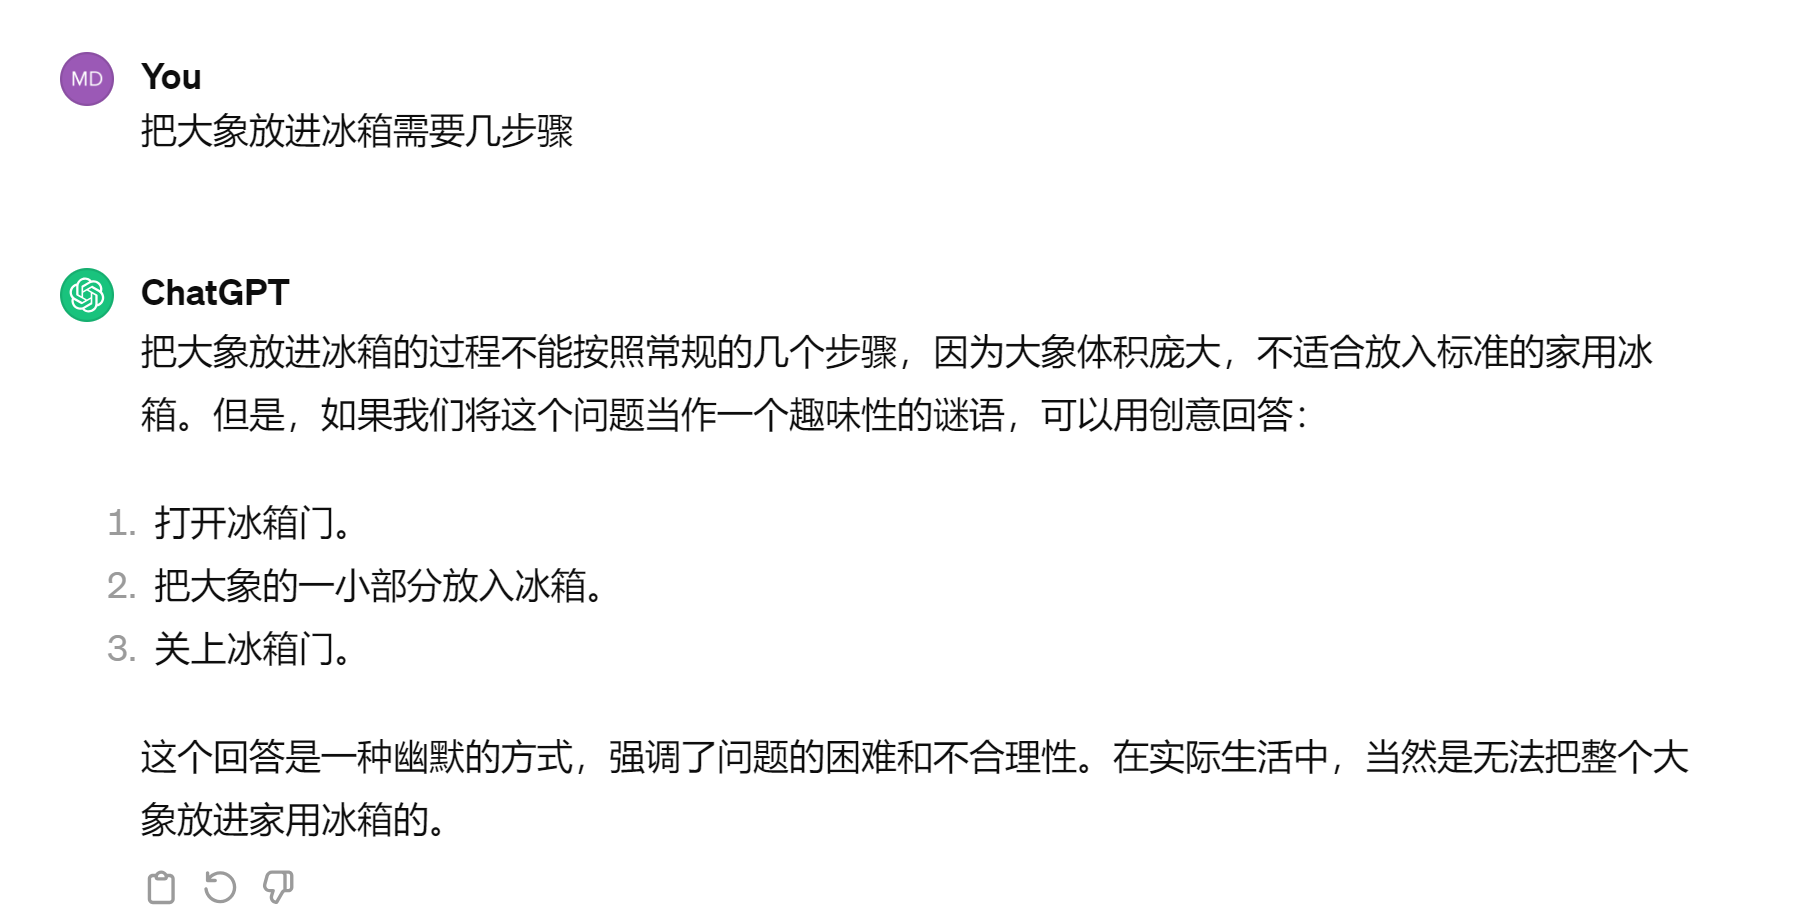 MD
You
把大象放进冰箱需要几步骤
ChatGPT
把大象放进冰箱的过程不能按照常规的几个步骤，因为大象体积庞大，不适合放入标准的家用冰
箱。但是，如果我们将这个问题当作一个趣味性的谜语，可以用创意回答：
1. 打开冰箱门。
2. 把大象的一小部分放入冰箱。
3. 关上冰箱门。
这个回答是一种幽默的方式，强调了问题的困难和不合理性。在实际生活中，当然是无法把整个大
象放进家用冰箱的。